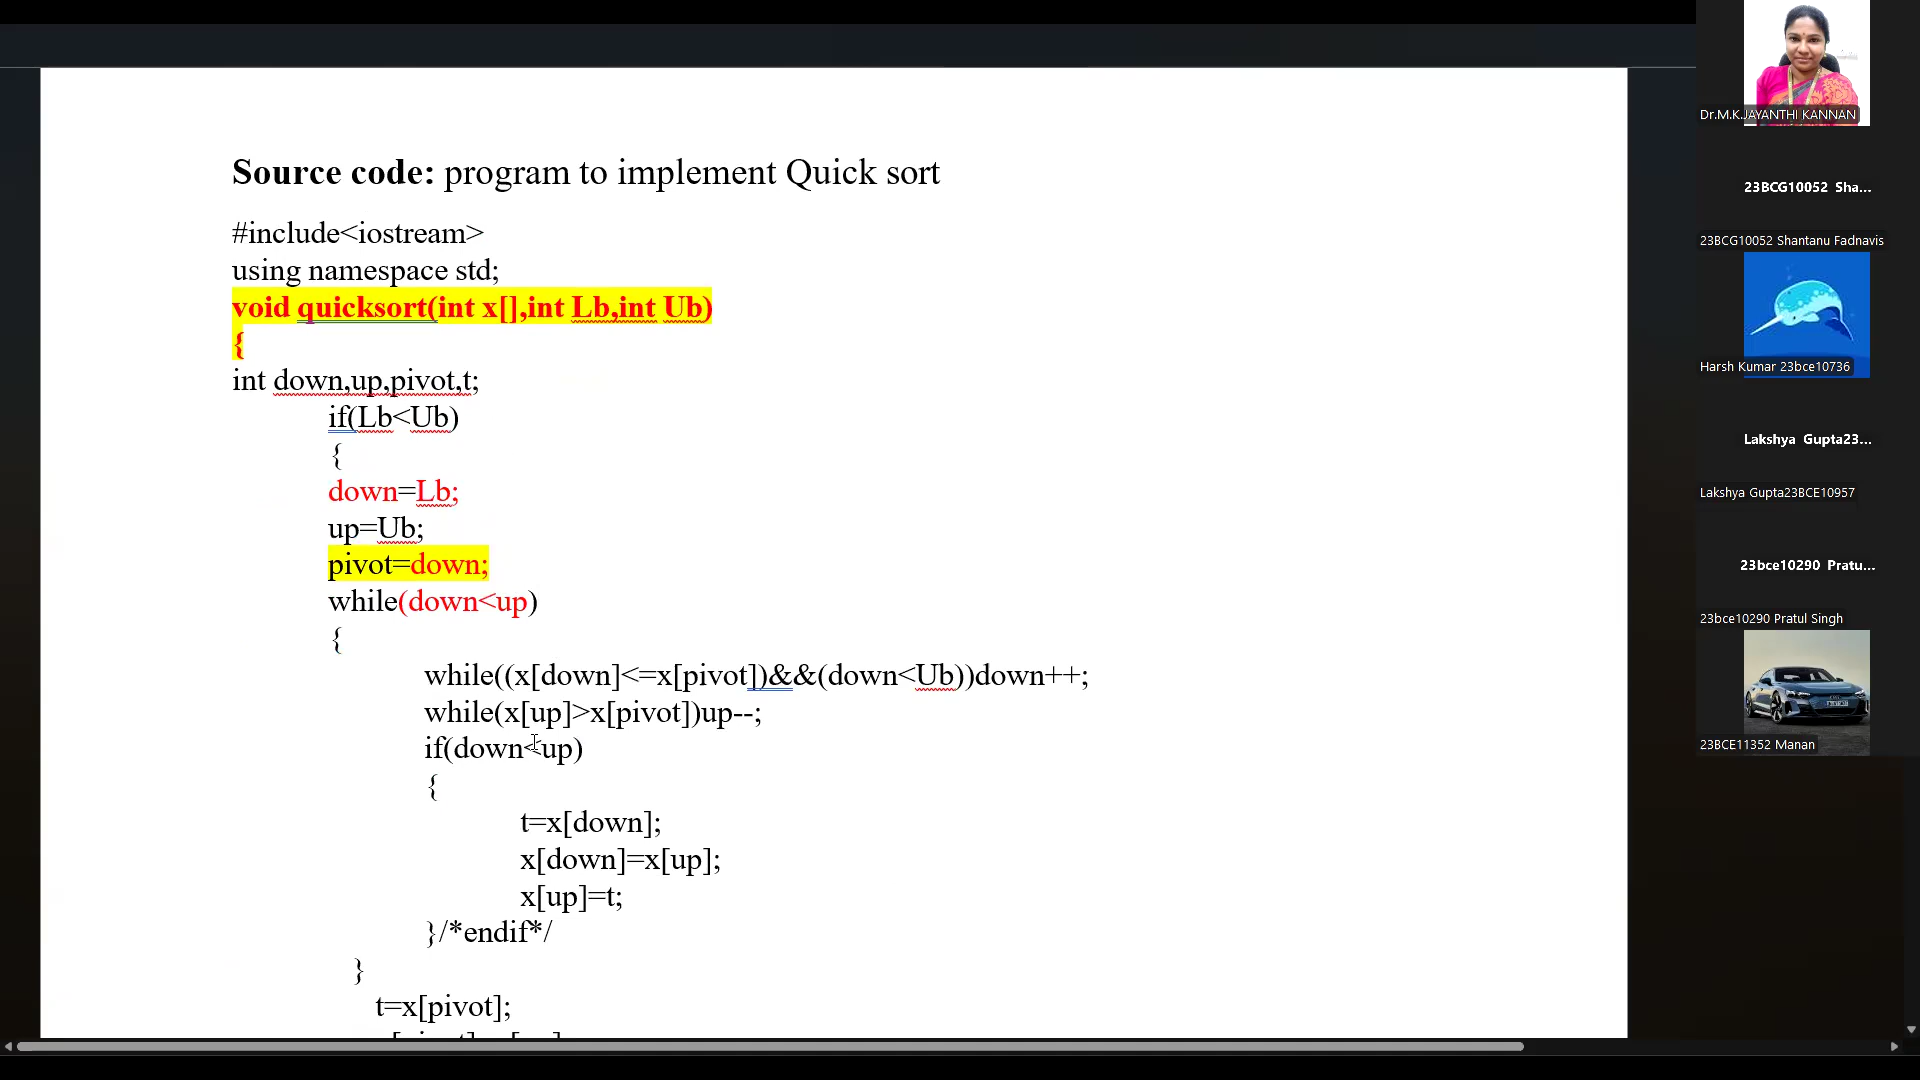 Source code: program to implement Quick sort
#include<iostream>
using namespace std;
void quicksort(int x[],int Lb,int Ub)
{
int down,up,pivot,t;
if(Lb<Ub)
{
down=Lb;
up=Ub;
pivot=down;
while(down<up)
{
while((x[down]<=x[pivot])&&(down<Ub))down++;
while(x[up]>x[pivot])up--;
if(down<up)
{
t=x[down];
x[down]=x[up];
x[up]=t;
}/*endif*/
}
t=x[pivot];
Dr.M.K.JAYANTHI KANNAN
23BCG10052 Sha...
23BCG10052 Shantanu Fadnavis
Harsh Kumar 23bce10736
Lakshya Gupta23...
Lakshya Gupta23BCE10957
23bce10290 Pratu...
23bce10290 Pratul Singh
23BCE11352 Manan